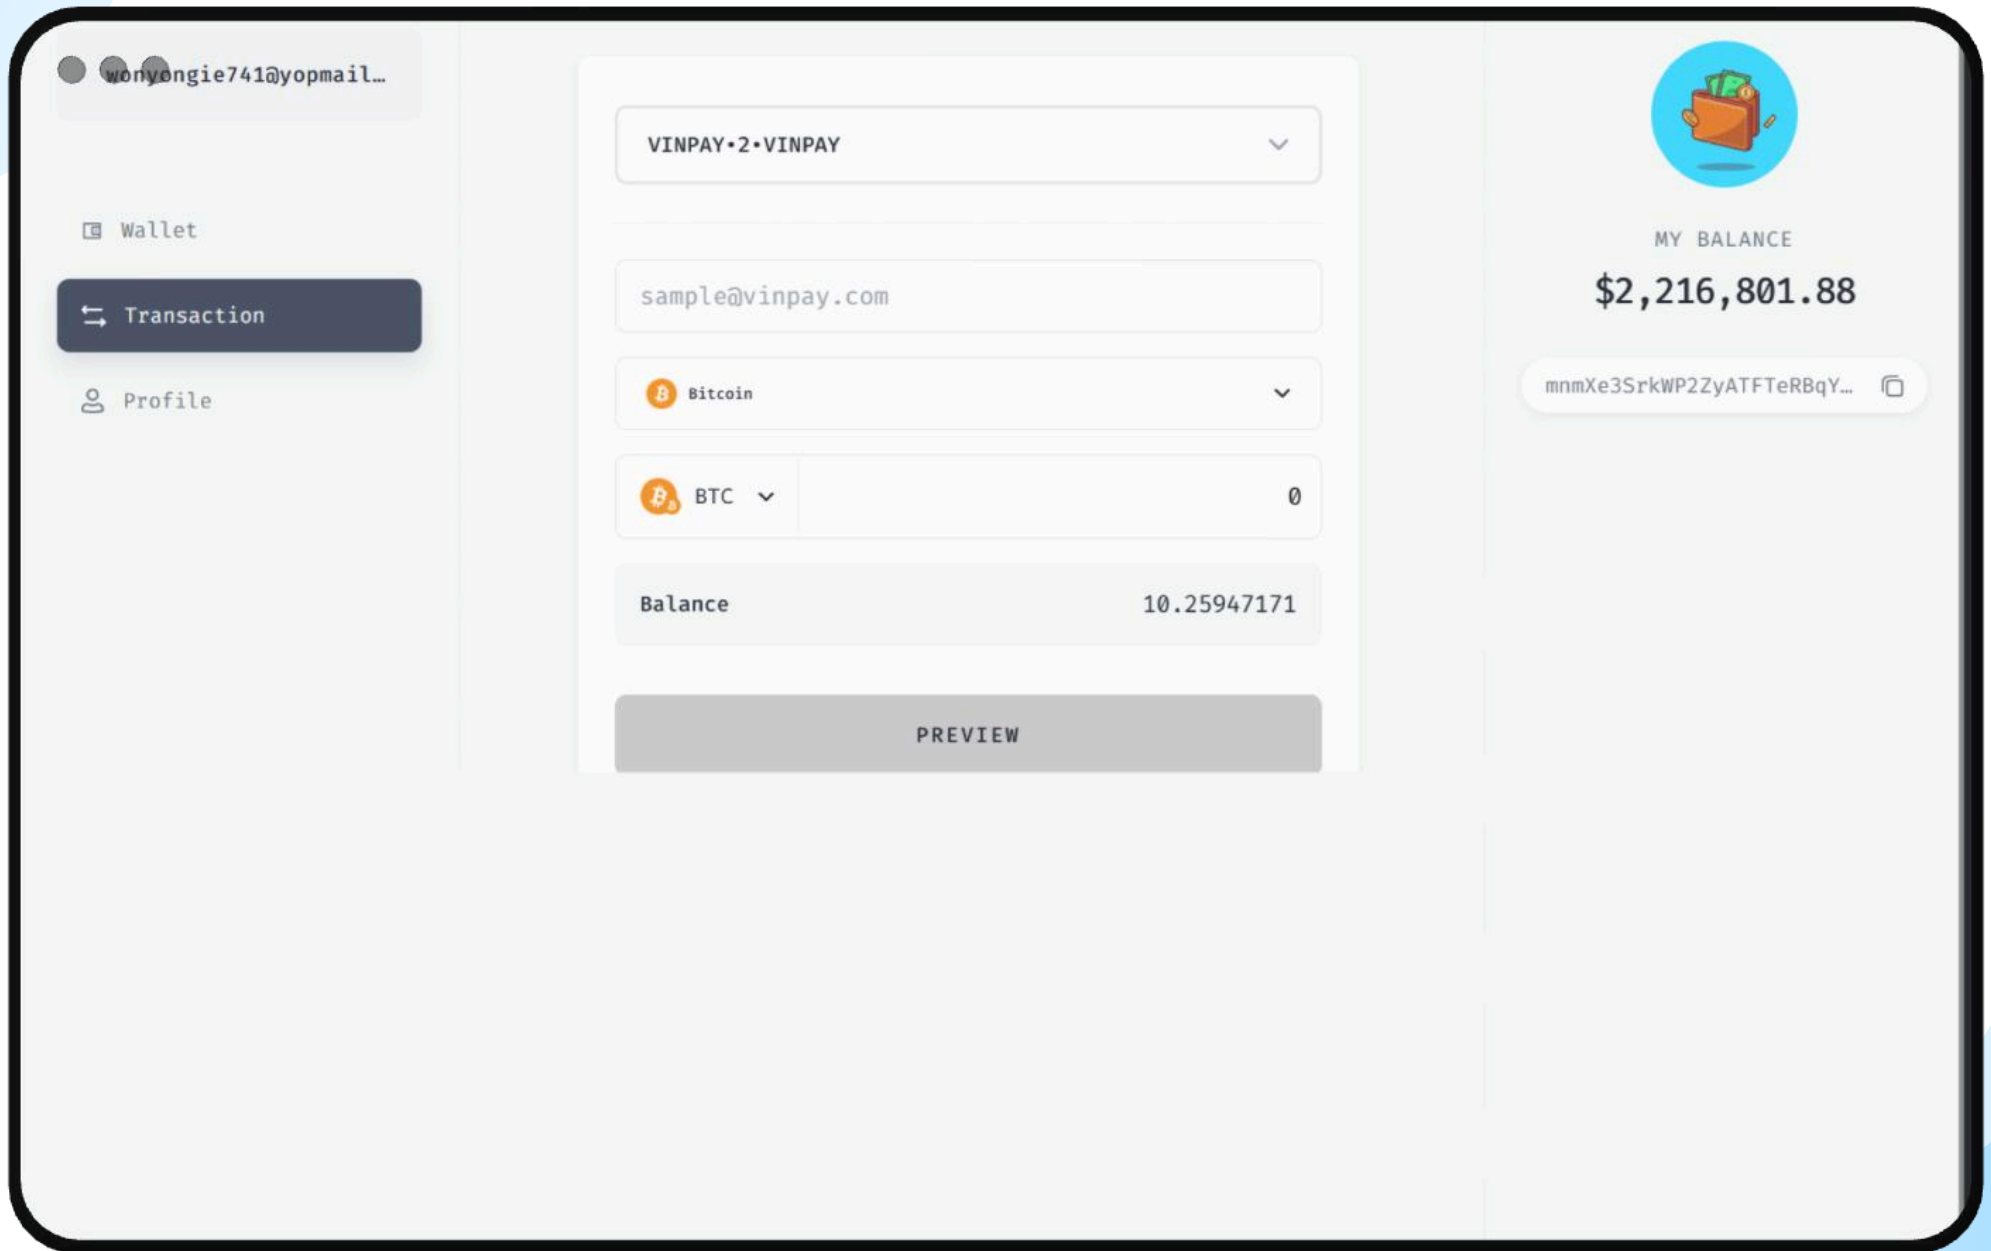 wonyongie741@yopmail…
Wallet
Transaction
Profile
VINPAY•2•VINPAY
sample@vinpay.com
Bitcoin
BTC
0
Balance
10.25947171
PREVIEW
MY BALANCE
$2,216,801.88
mnmXe3SrkWP2ZyATFTeRBqY…